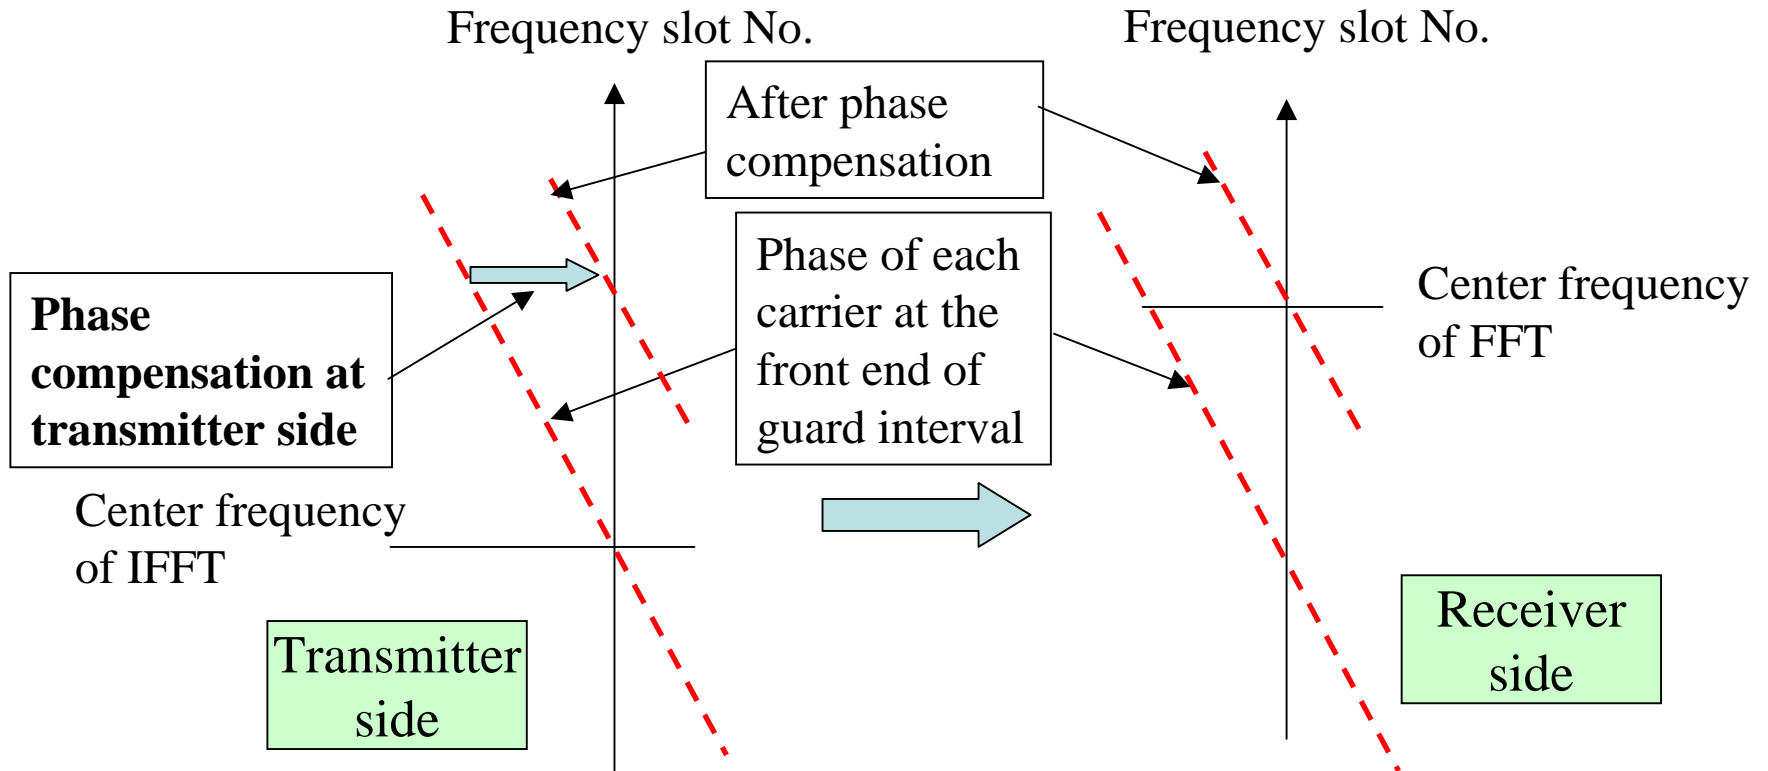 Frequency slot No.
Frequency slot No.
After phase
compensation
Phase of each
carrier at the
front end of
guard interval
Phase
compensation at
transmitter side
Center frequency
of IFFT
Center frequency
of FFT
Transmitter
side
Receiver
side